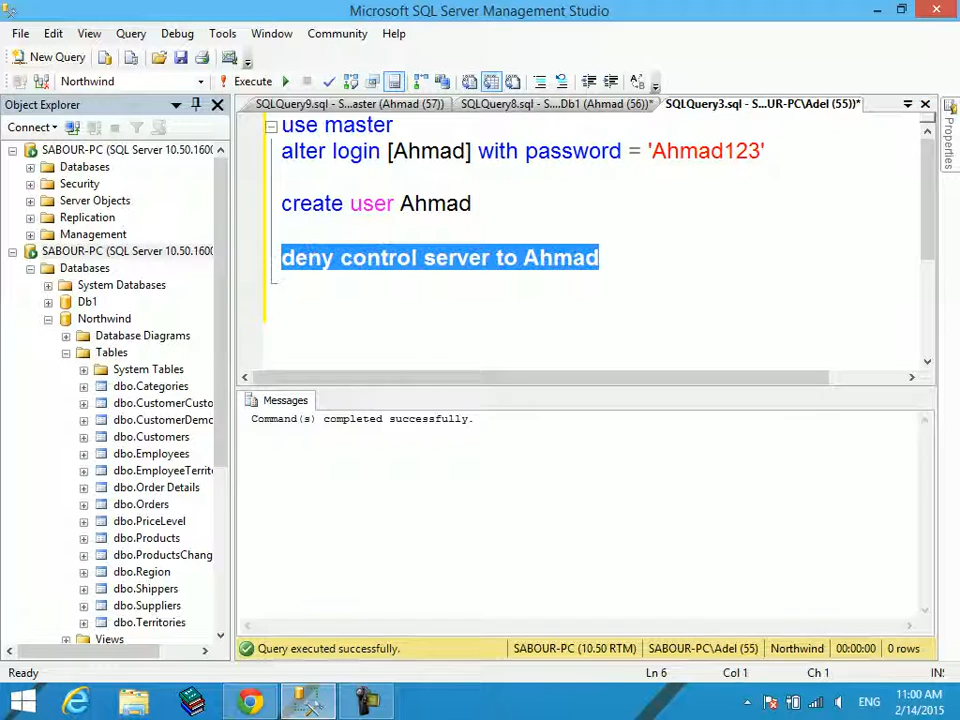 Microsoft SQL Server Management Studio
File Edit View Query Debug Tools Window Community Help
New Query
Northwind Execute
Object Explorer
SQLQuery9.sql - S...aster (Ahmad (57))
SQLQuery8.sql - S....Db1 (Ahmad (56))*
SQLQuery3.sql - S...UR-PC\Adel (55))*
Connect
Properties
SABOUR-PC (SQL Server 10.50.1600
Databases
Security
Server Objects
Replication
Management
SABOUR-PC (SQL Server 10.50.1600
Databases
System Databases
Db1
Northwind
Database Diagrams
Tables
System Tables
dbo.Categories
dbo.CustomerCusto
dbo.CustomerDemo
dbo.Customers
dbo.Employees
dbo.EmployeeTerrit
dbo.Order Details
dbo.Orders
dbo.PriceLevel
dbo.Products
dbo.ProductsChang
dbo.Region
dbo.Shippers
dbo.Suppliers
dbo.Territories
Views
use master
alter login [Ahmad] with password = 'Ahmad123'
create user Ahmad
deny control server to Ahmad
Messages
Command(s) completed successfully.
Query executed successfully. SABOUR-PC (10.50 RTM) SABOUR-PC\Adel (55) Northwind 00:00:00 0 rows
Ready Ln 6 Col 1 Ch 1 INS
ENG
11:00 AM
2/14/2015